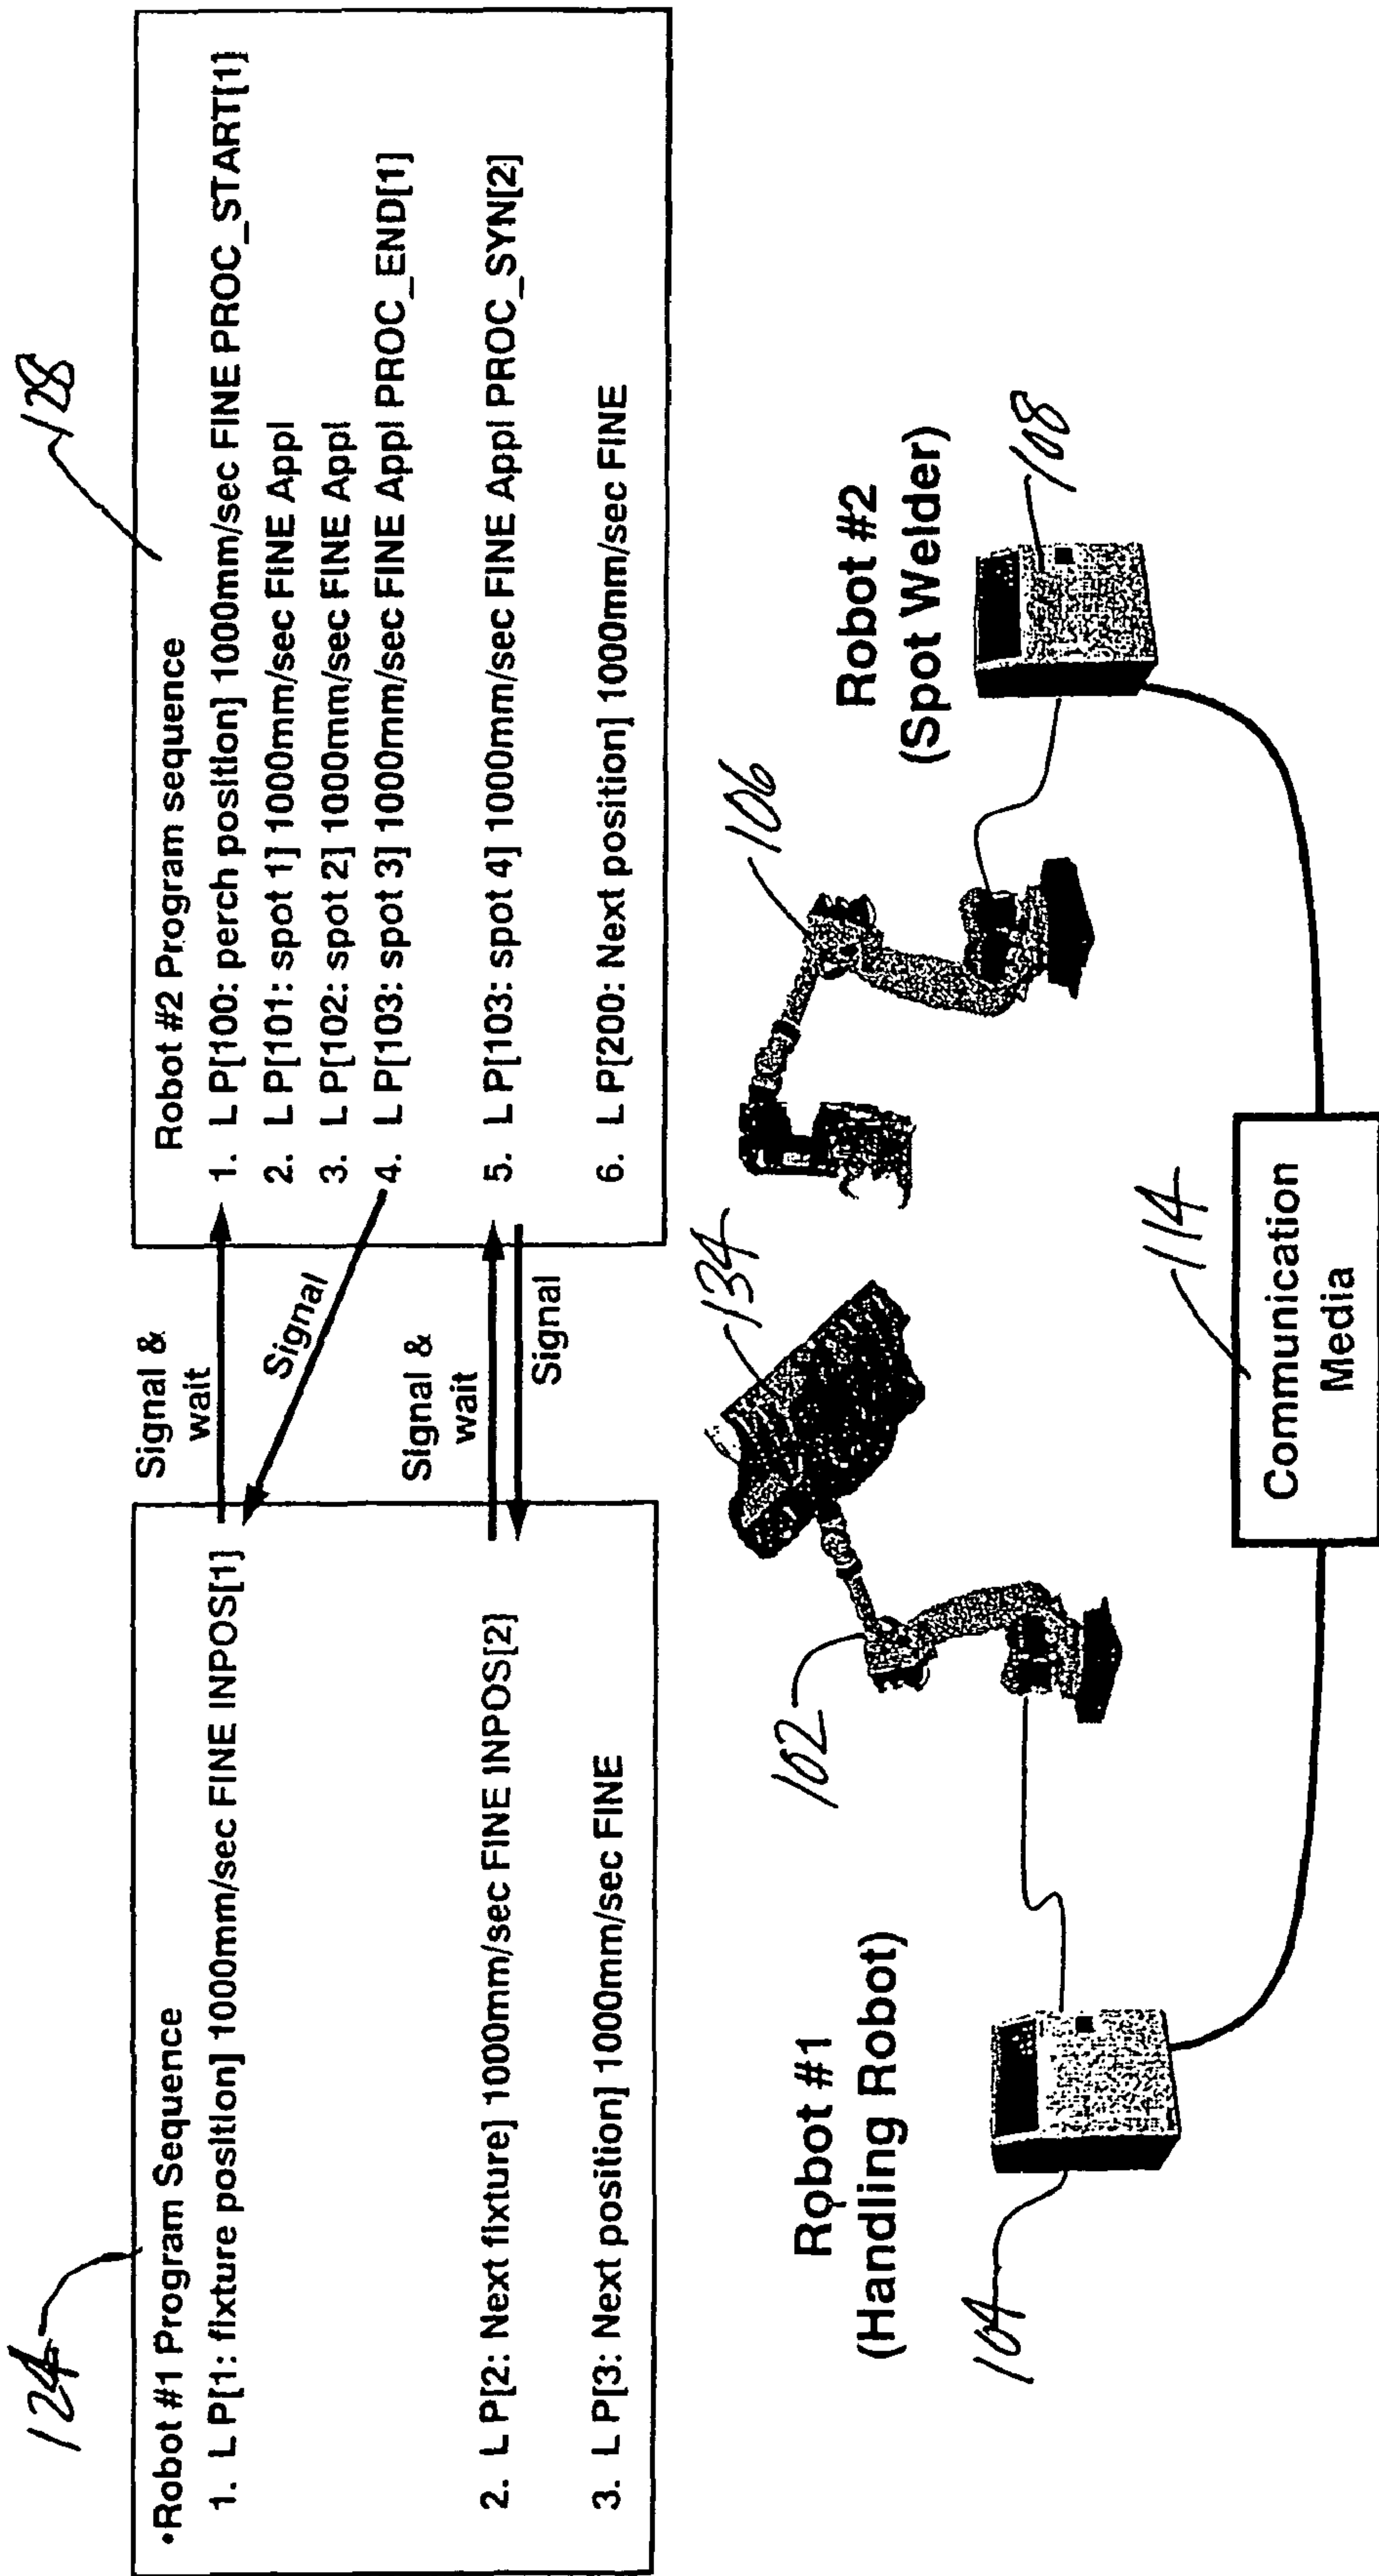 124
•Robot #1 Program Sequence
1. L P[1: fixture position] 1000mm/sec FINE INPOS[1]
2. L P[2: Next fixture] 1000mm/sec FINE INPOS[2]
3. L P[3: Next position] 1000mm/sec FINE
Signal &
wait
Signal
Signal &
wait
Signal
128
Robot #2 Program sequence
1. L P[100: perch position] 1000mm/sec FINE PROC_START[1]
2. L P[101: spot 1] 1000mm/sec FINE Appl
3. L P[102: spot 2] 1000mm/sec FINE Appl
4. L P[103: spot 3] 1000mm/sec FINE Appl PROC_END[1]
5. L P[103: spot 4] 1000mm/sec FINE Appl PROC_SYN[2]
6. L P[200: Next position] 1000mm/sec FINE
Robot #1
(Handling Robot)
104
102
134
106
Robot #2
(Spot Welder)
108
114
Communication
Media